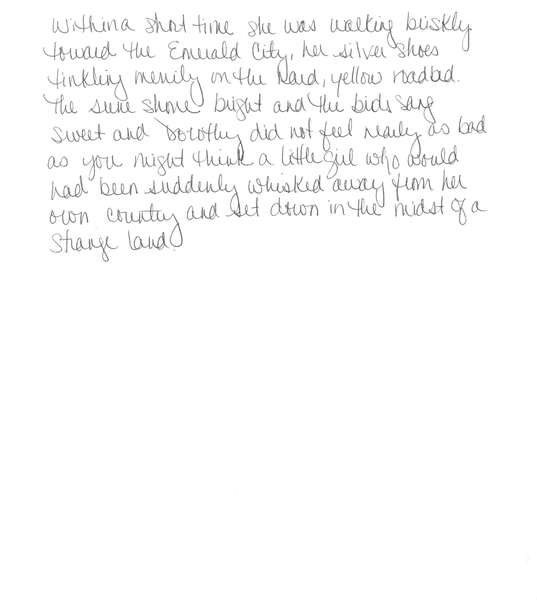 Within a short time she was walking briskly
toward the Emerald City, her silver shoes
tinkling merrily on the hard, yellow roadbad.
The sun shone bright and the birds sang
sweet and Dorothy did not feel nearly as bad
as you might think a little girl who would
had been suddenly whisked away from her
own country and set down in the midst of a
strange land.